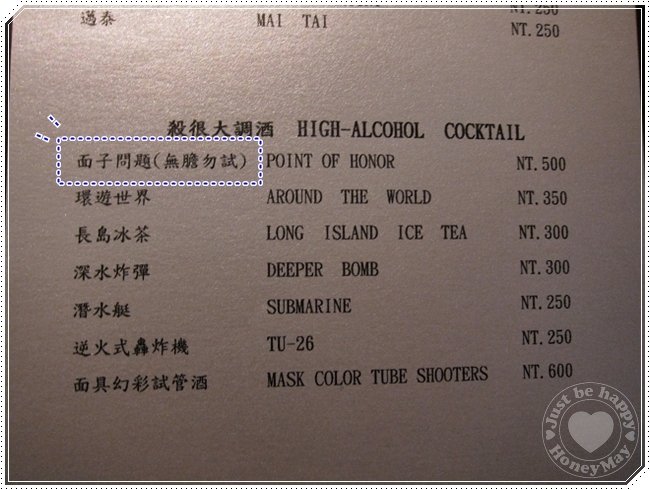 NT.250
邁泰 MAI TAI NT.250
殺很大調酒 HIGH-ALCOHOL COCKTAIL
面子問題(無膽勿試) POINT OF HONOR NT.500
環遊世界 AROUND THE WORLD NT.350
長島冰茶 LONG ISLAND ICE TEA NT.300
深水炸彈 DEEPER BOMB NT.300
潛水艇 SUBMARINE NT.250
逆火式轟炸機 TU-26 NT.250
面具幻彩試管酒 MASK COLOR TUBE SHOOTERS NT.600
Just be happy
HoneyMay